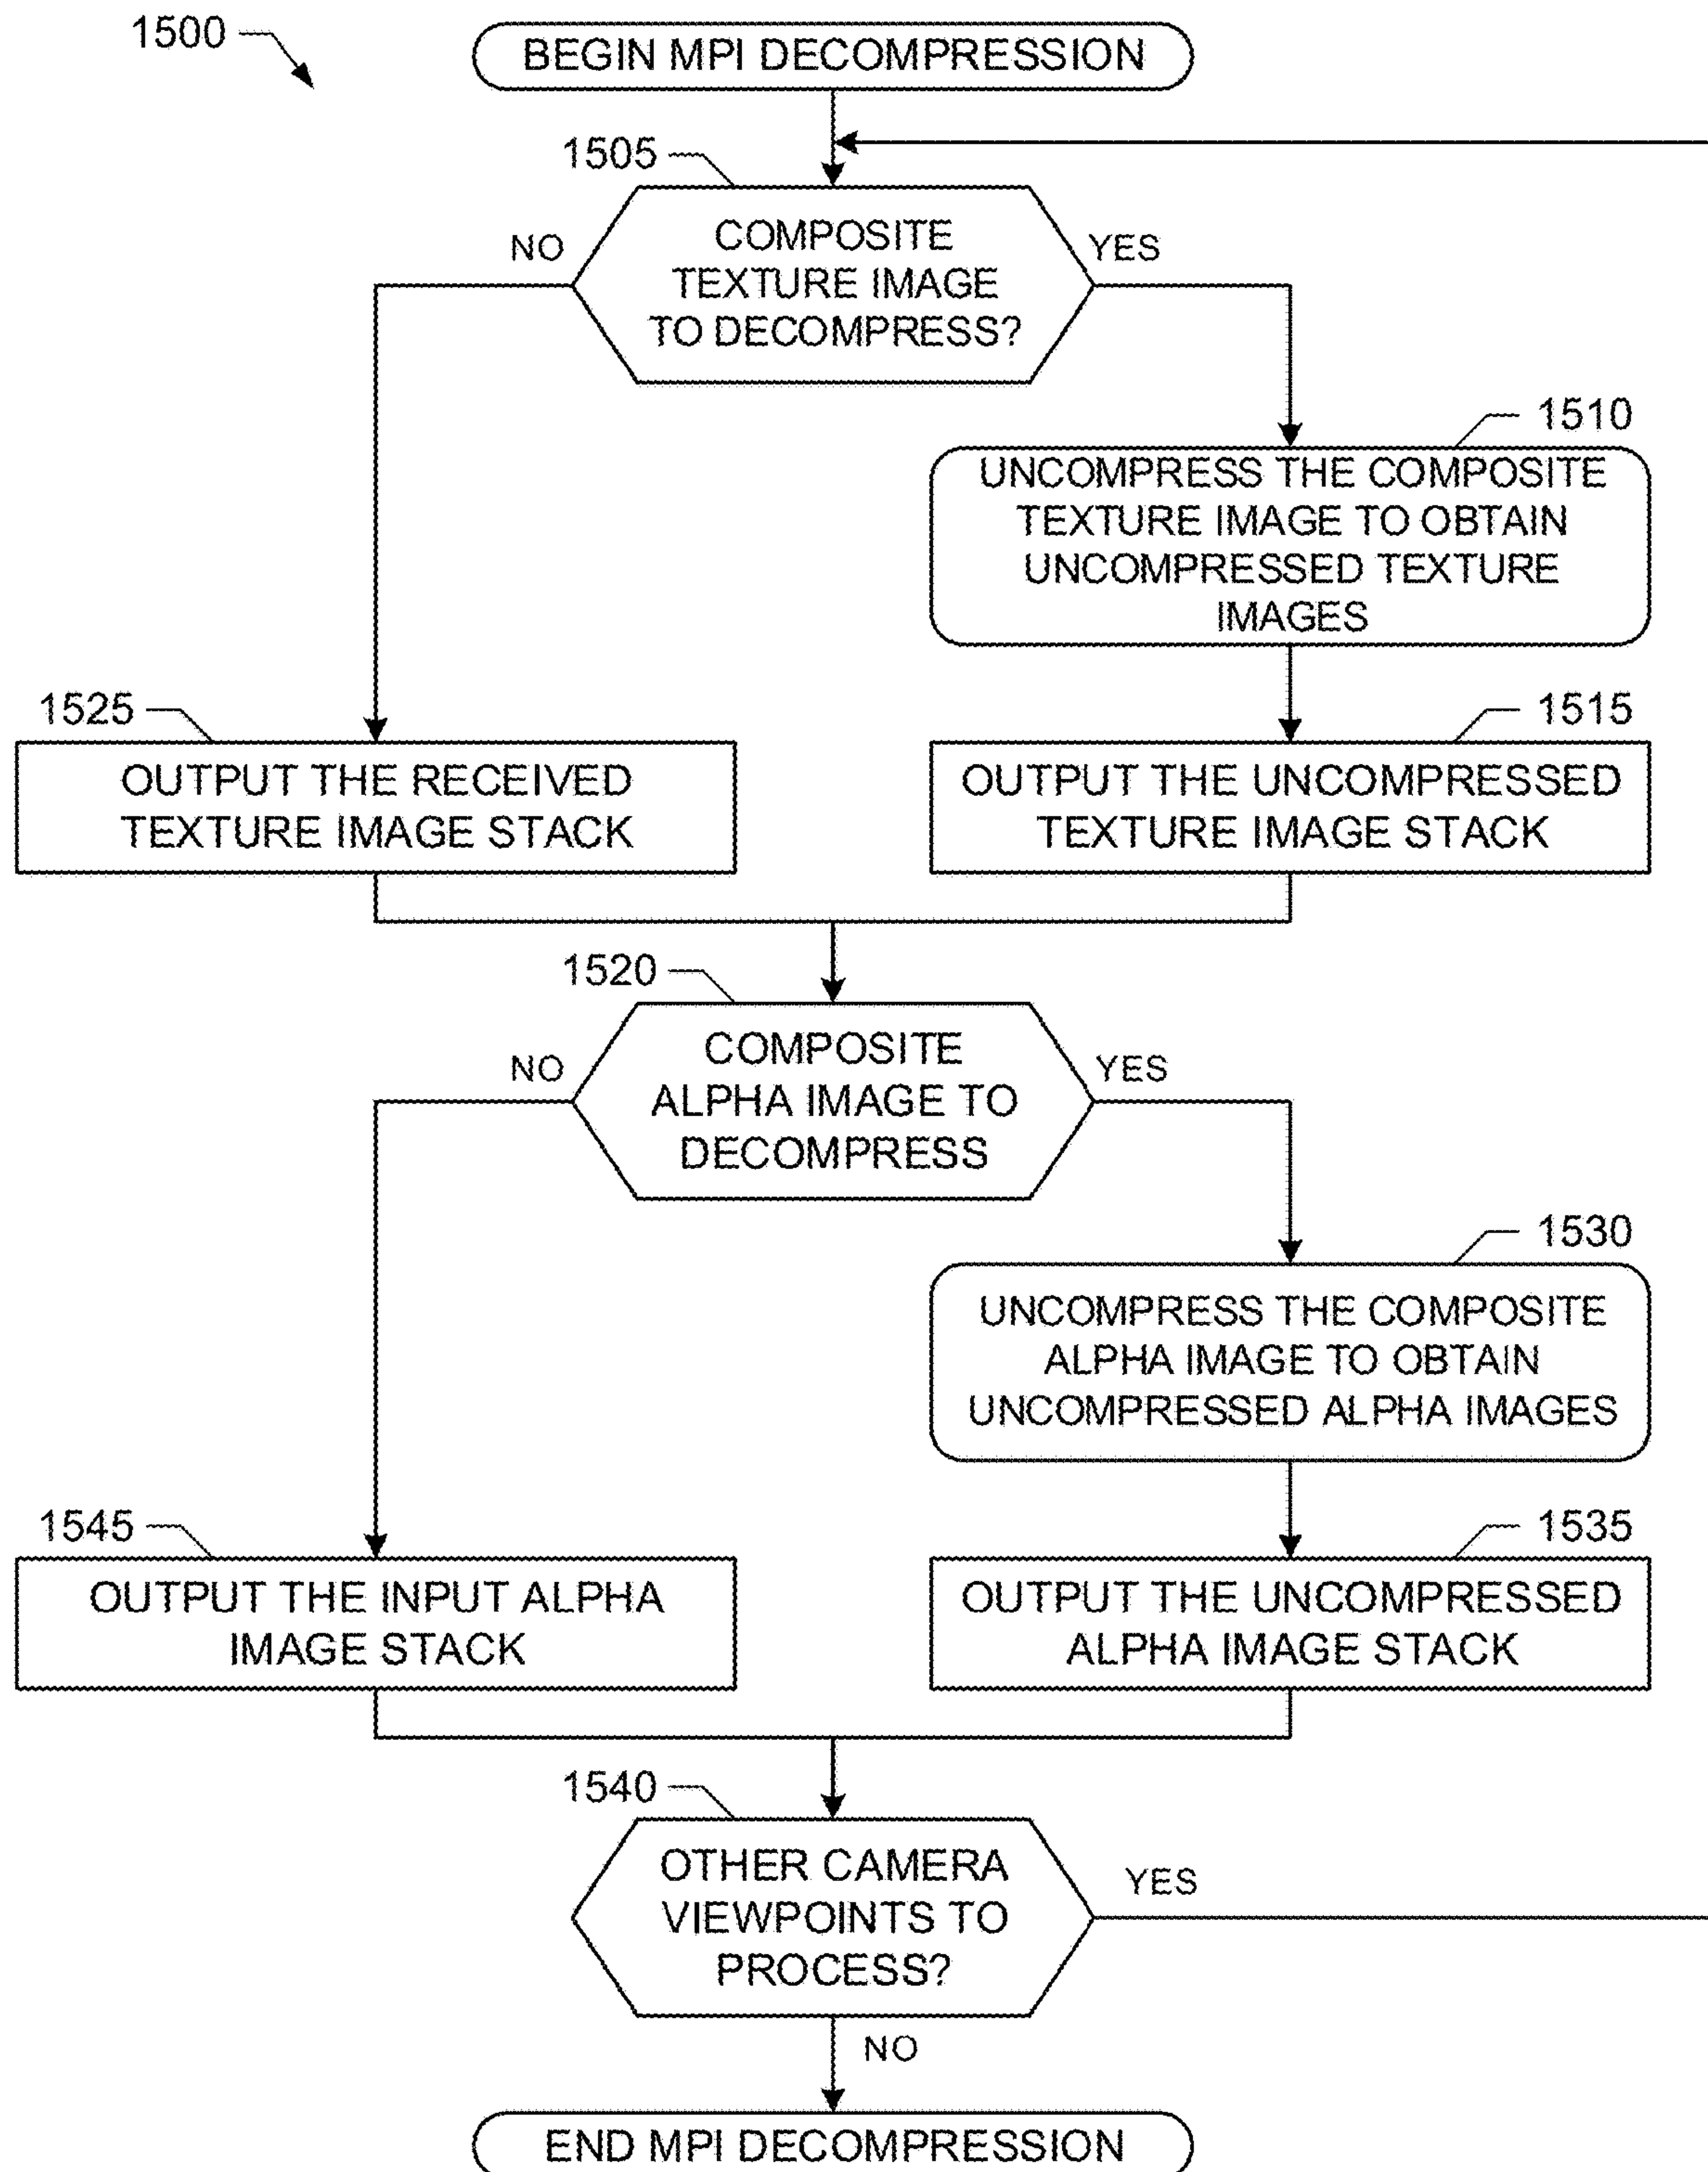 1500
BEGIN MPI DECOMPRESSION
1505
NO
COMPOSITE
TEXTURE IMAGE
TO DECOMPRESS?
YES
1510
UNCOMPRESS THE COMPOSITE
TEXTURE IMAGE TO OBTAIN
UNCOMPRESSED TEXTURE
IMAGES
1525
OUTPUT THE RECEIVED
TEXTURE IMAGE STACK
1515
OUTPUT THE UNCOMPRESSED
TEXTURE IMAGE STACK
1520
NO
COMPOSITE
ALPHA IMAGE TO
DECOMPRESS
YES
1530
UNCOMPRESS THE COMPOSITE
ALPHA IMAGE TO OBTAIN
UNCOMPRESSED ALPHA IMAGES
1545
OUTPUT THE INPUT ALPHA
IMAGE STACK
1535
OUTPUT THE UNCOMPRESSED
ALPHA IMAGE STACK
1540
OTHER CAMERA
VIEWPOINTS TO
PROCESS?
YES
NO
END MPI DECOMPRESSION